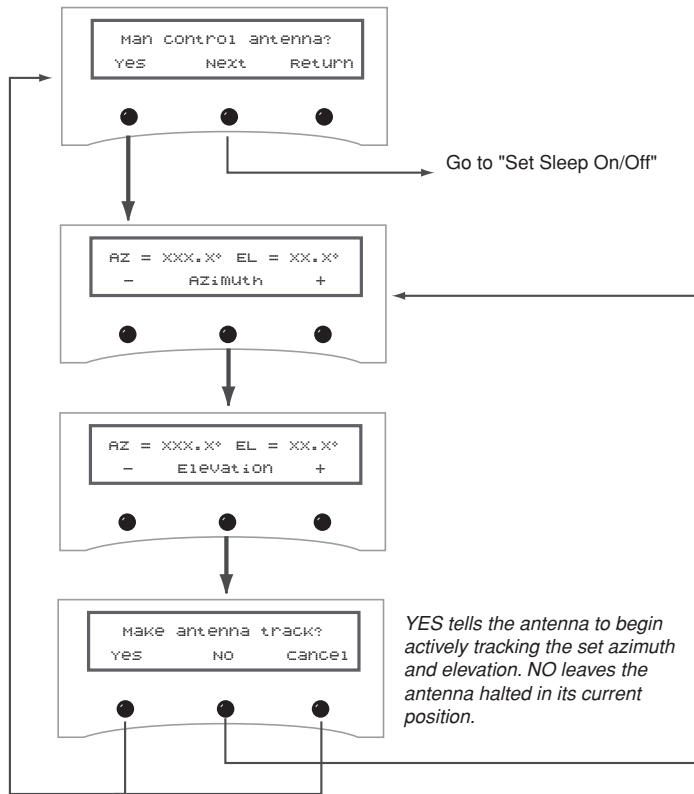 Man control antenna?
Yes Next Return
Go to "Set Sleep On/Off"
AZ = XXX.X° EL = XX.X°
– Azimuth +
AZ = XXX.X° EL = XX.X°
– Elevation +
Make antenna track?
Yes No Cancel
YES tells the antenna to begin
actively tracking the set azimuth
and elevation. NO leaves the
antenna halted in its current
position.